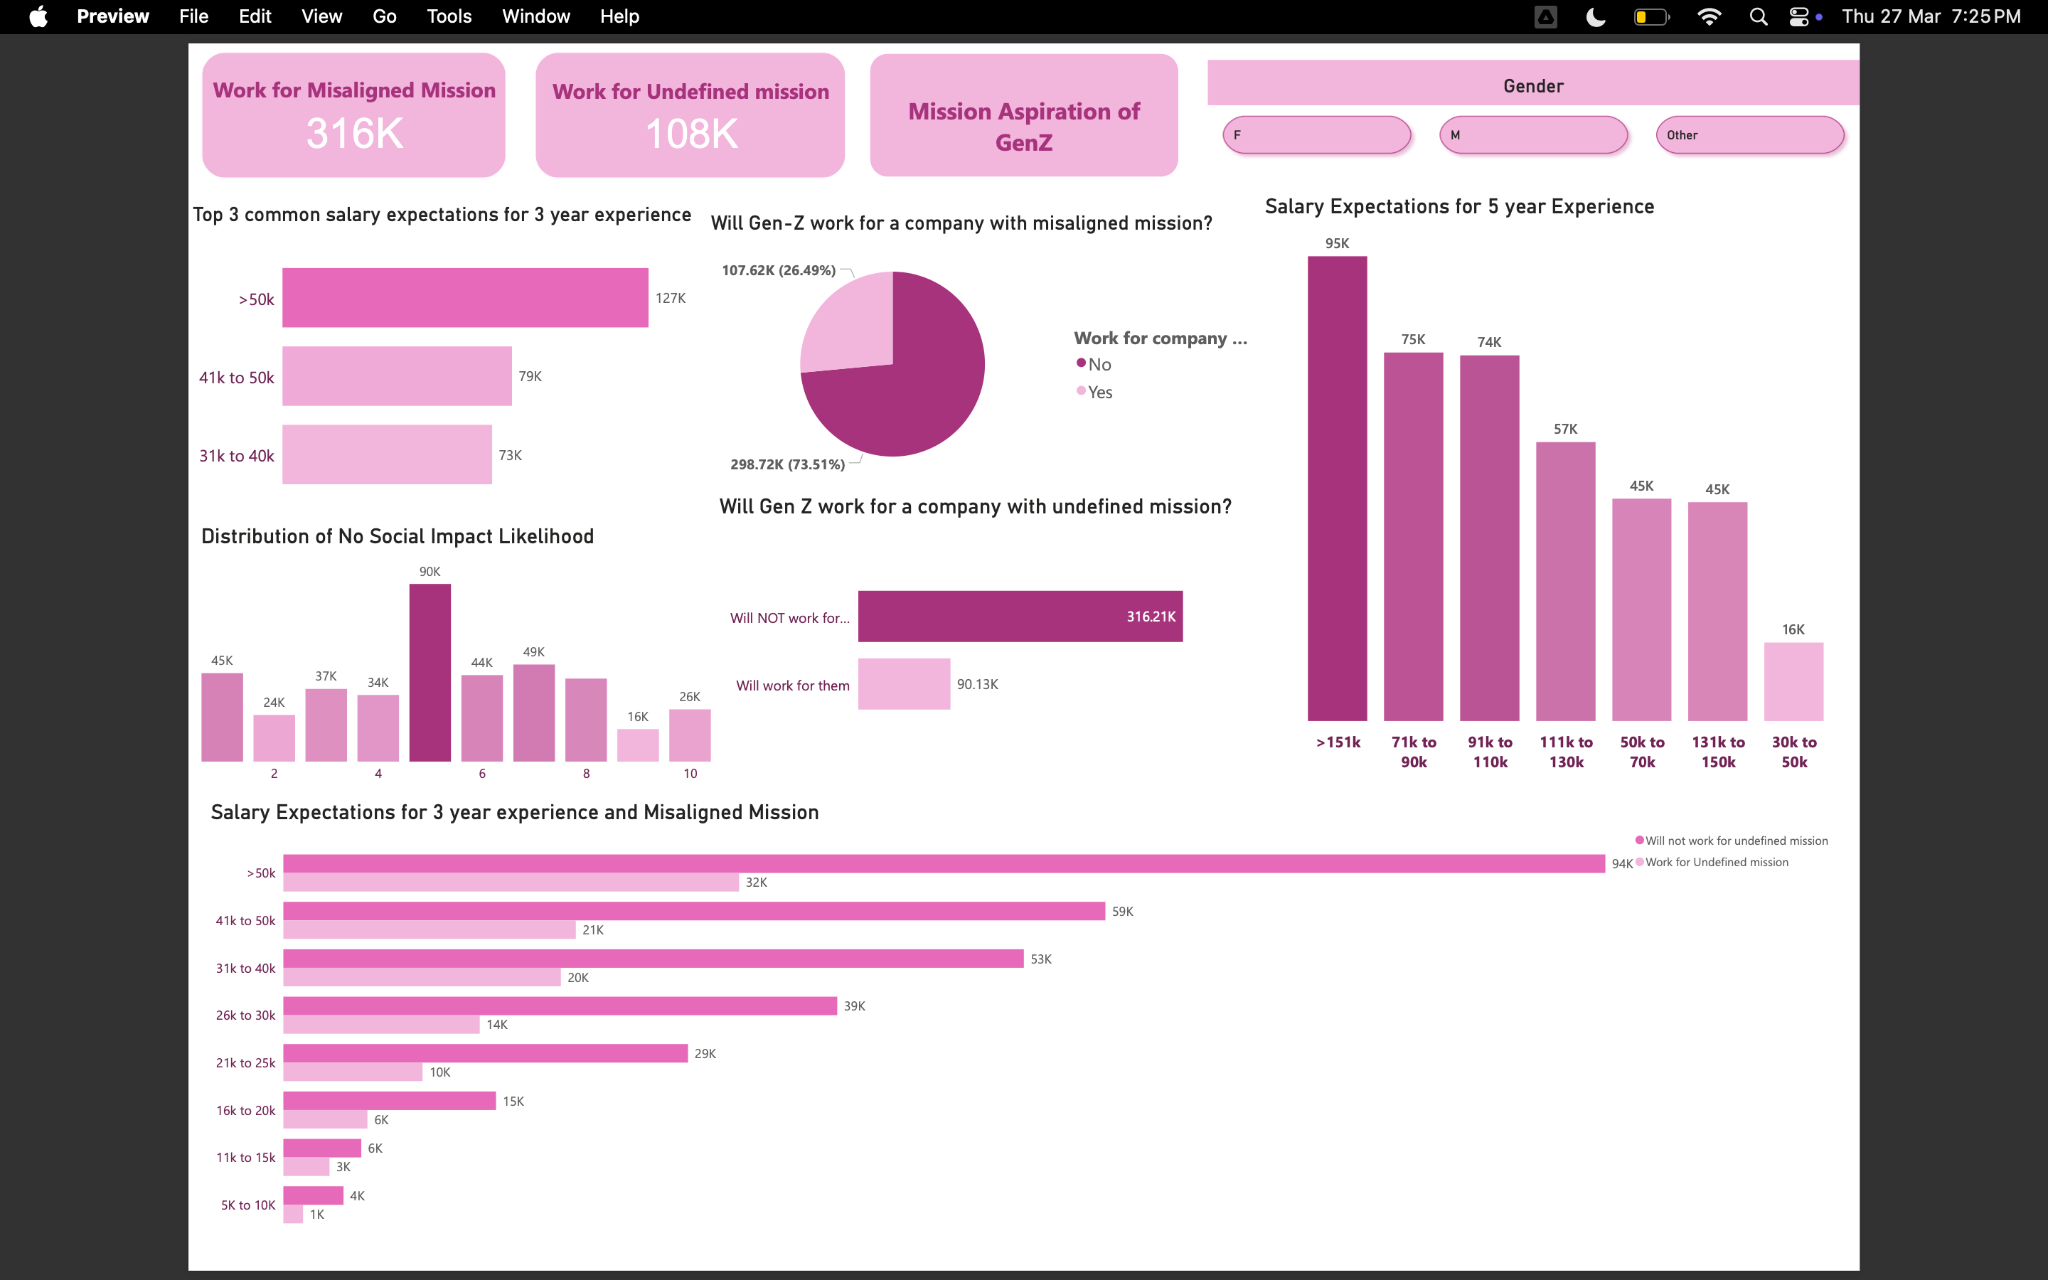 Preview File Edit View Go Tools Window Help Thu 27 Mar 7:25 PM
Work for Misaligned Mission
316K
Work for Undefined mission
108K
Mission Aspiration of
GenZ
Gender
F
M
Other
Top 3 common salary expectations for 3 year experience
>50k
127K
41k to 50k
79K
31k to 40k
73K
Will Gen-Z work for a company with misaligned mission?
107.62K (26.49%)
298.72K (73.51%)
Work for company ...
No
Yes
Salary Expectations for 5 year Experience
95K
75K
74K
57K
45K
45K
16K
>151k
71k to
90k
91k to
110k
111k to
130k
50k to
70k
131k to
150k
30k to
50k
Distribution of No Social Impact Likelihood
45K
24K
37K
34K
90K
44K
49K
16K
26K
2
4
6
8
10
Will Gen Z work for a company with undefined mission?
Will NOT work for...
316.21K
Will work for them
90.13K
Salary Expectations for 3 year experience and Misaligned Mission
Will not work for undefined mission
Work for Undefined mission
>50k
94K
32K
41k to 50k
59K
21K
31k to 40k
53K
20K
26k to 30k
39K
14K
21k to 25k
29K
10K
16k to 20k
15K
6K
11k to 15k
6K
3K
5K to 10K
4K
1K